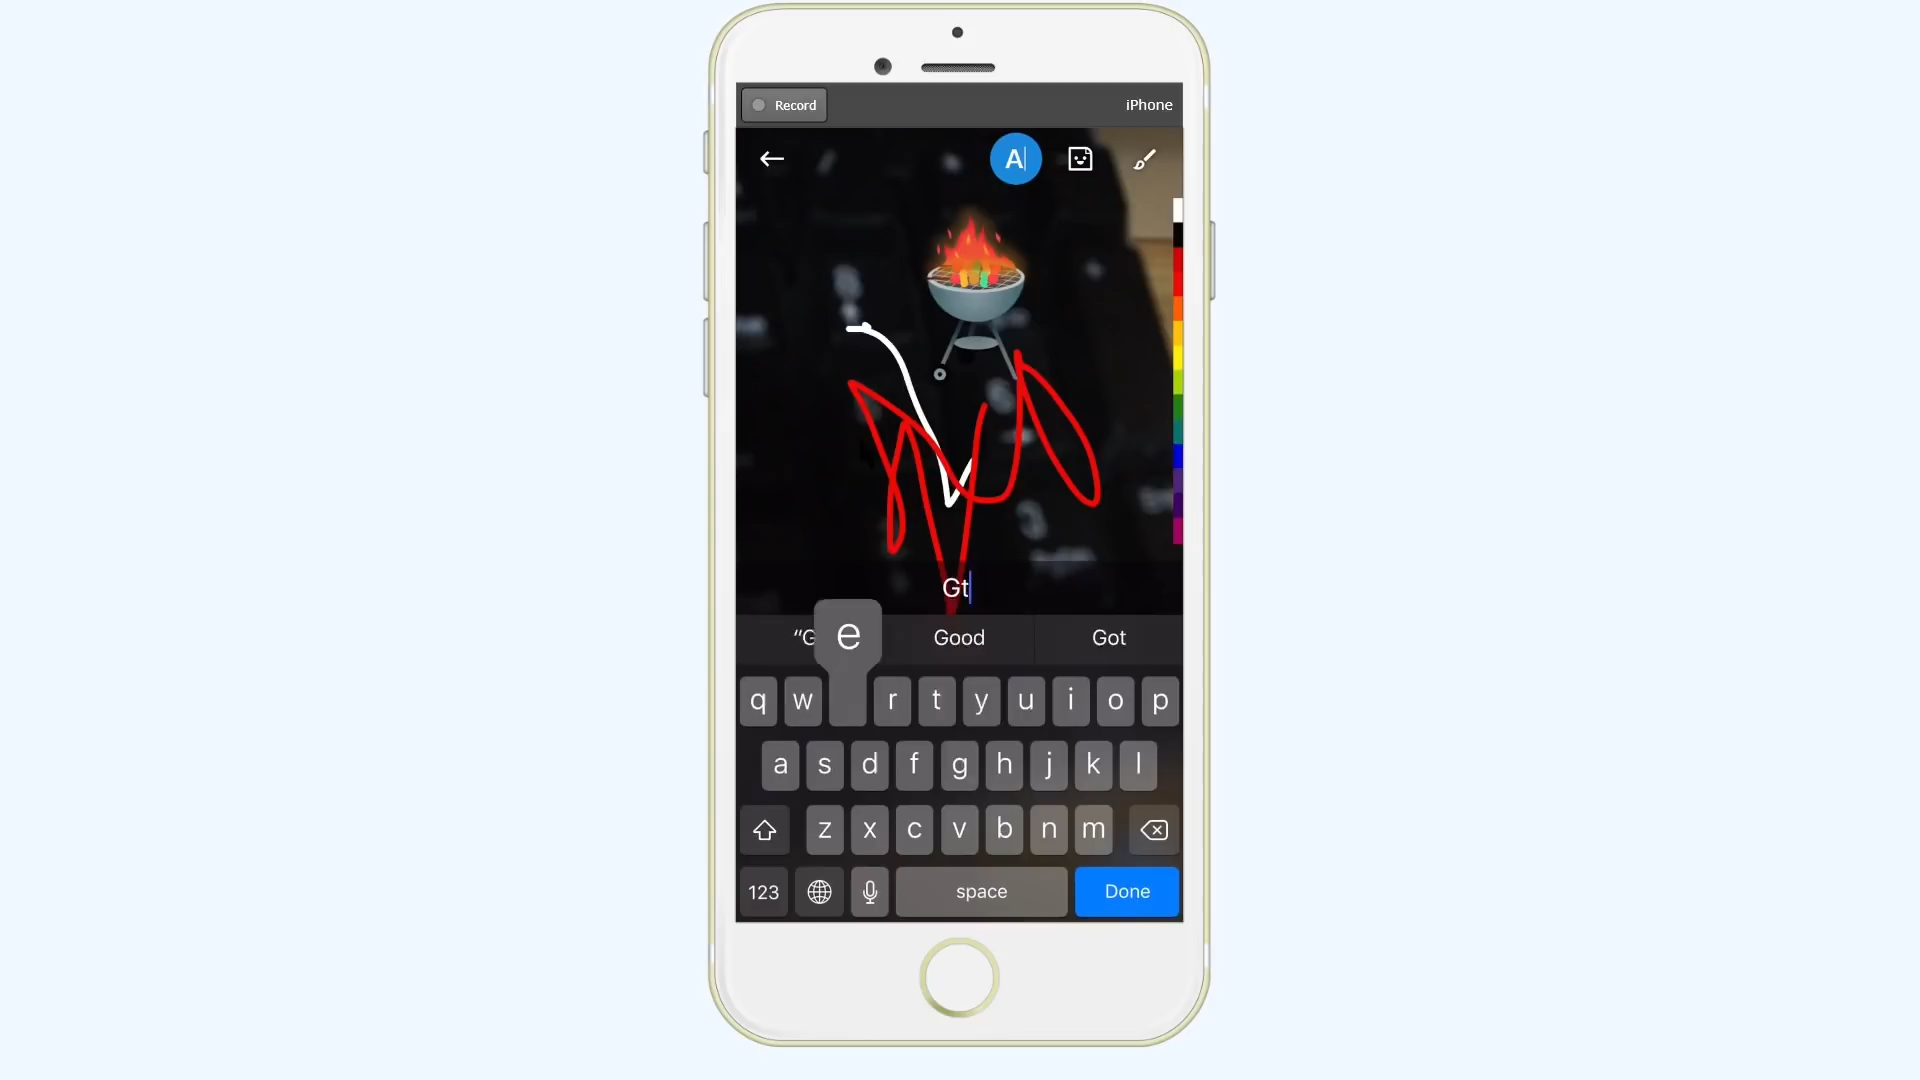 Record
iPhone
A
Gt
“G
e
Good
Got
q w r t y u i o p
a s d f g h j k l
z x c v b n m
123
space
Done